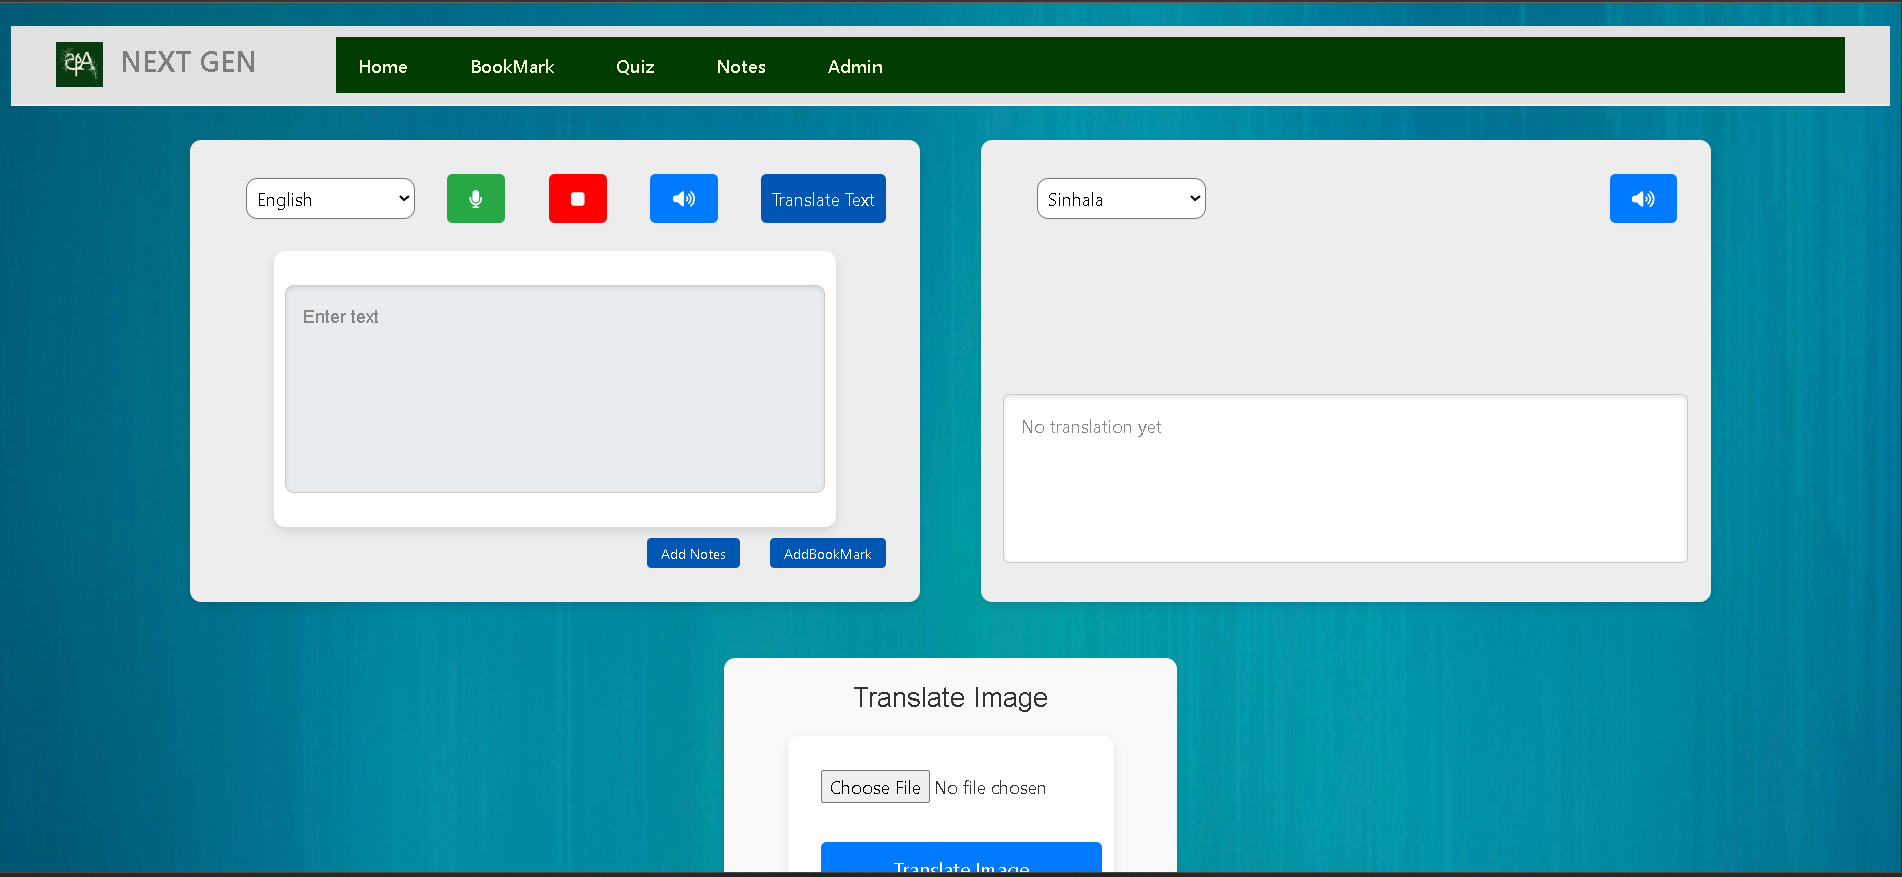 NEXT GEN
Home BookMark Quiz Notes Admin
English
Translate Text
Enter text
Add Notes AddBookMark
Sinhala
No translation yet
Translate Image
Choose File No file chosen
Translate Image